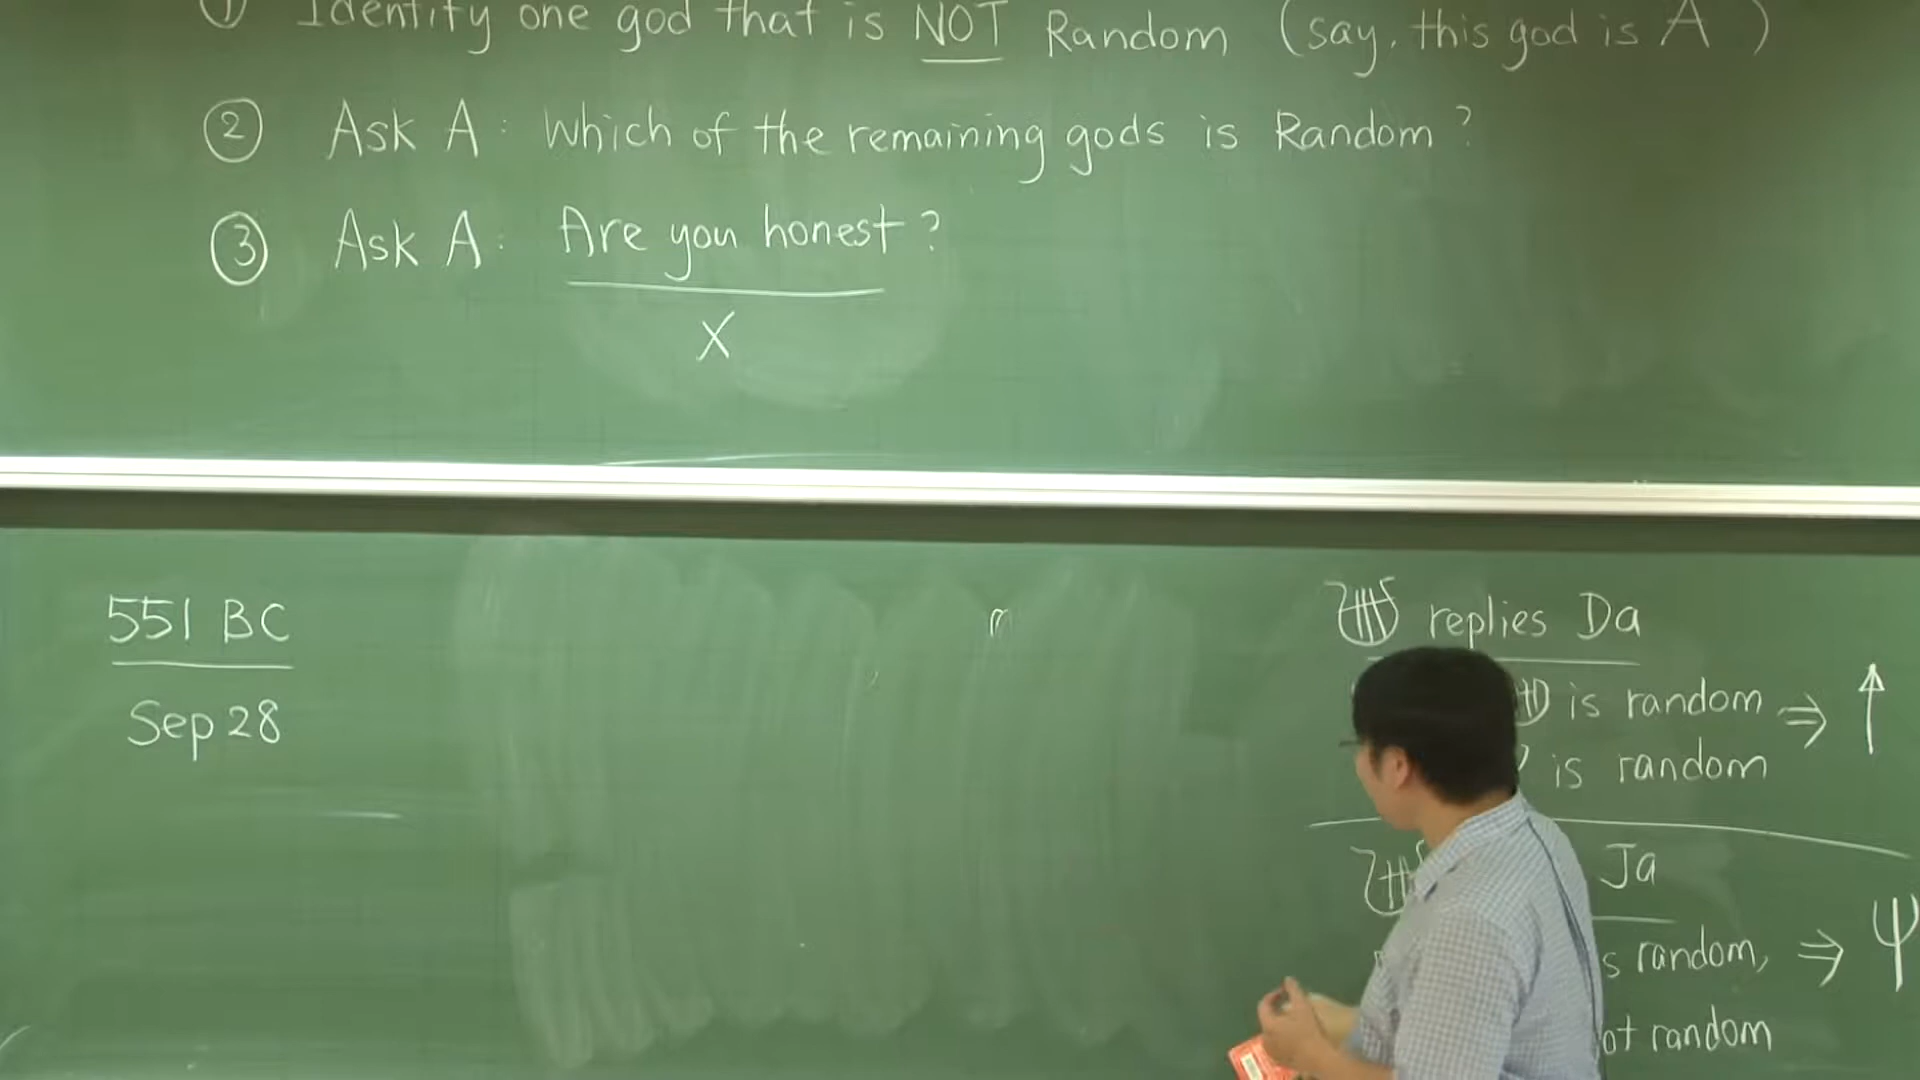 ① Identify one god that is NOT Random (say, this god is A)
② Ask A: Which of the remaining gods is Random?
③ Ask A: Are you honest?
X
551 BC
Sep 28
replies Da
is random ⇒ ↑
is random
Ja
random, ⇒ Ψ
random